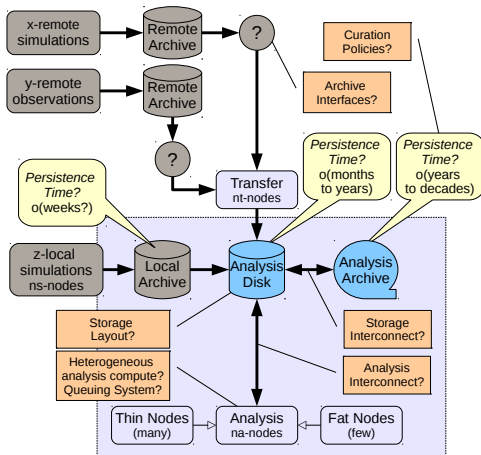 x-remote
simulations
Remote
Archive
?
Curation
Policies?
y-remote
observations
Remote
Archive
Archive
Interfaces?
?
Persistence
Time?
o(weeks?)
Transfer
nt-nodes
Persistence
Time?
o(months
to years)
Persistence
Time?
o(years
to decades)
z-local
simulations
ns-nodes
Local
Archive
Analysis
Disk
Analysis
Archive
Storage
Layout?
Storage
Interconnect?
Heterogeneous
analysis compute?
Queuing System?
Analysis
Interconnect?
Thin Nodes
(many)
Analysis
na-nodes
Fat Nodes
(few)